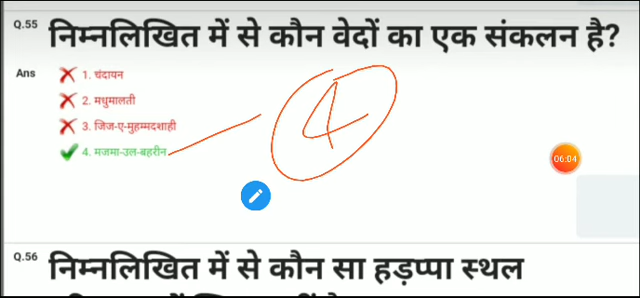 Q.55 निम्नलिखित में से कौन वेदों का एक संकलन है?
Ans 1. चंदायन
2. मधुमालती
3. जिज-ए-मुहम्मदशाही
4. मजमा-उल-बहरीन
4
06:04
Q.56 निम्नलिखित में से कौन सा हड़प्पा स्थल